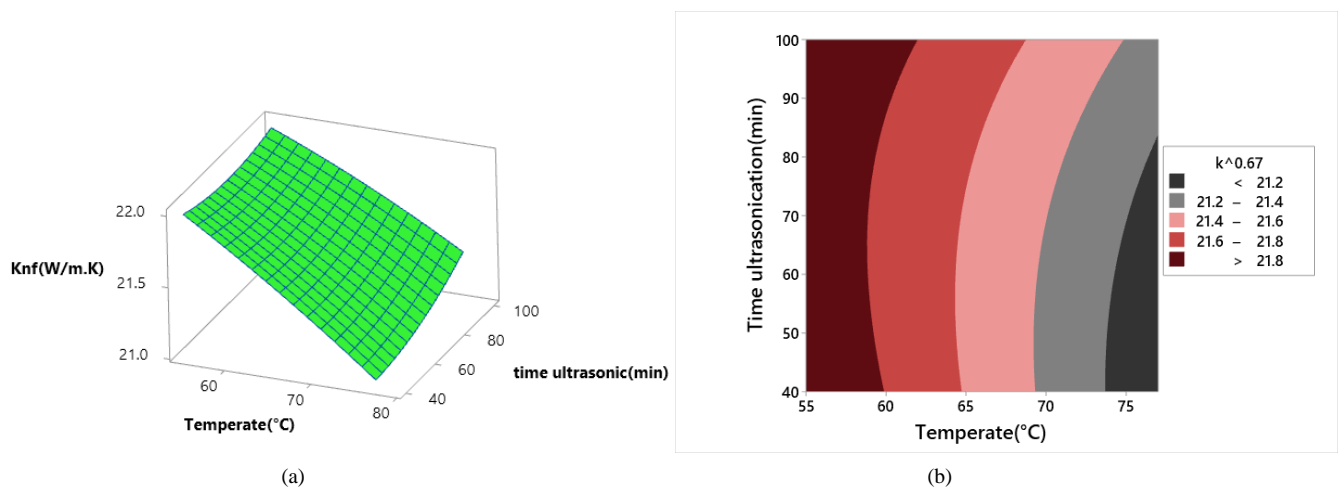 22.0
Knf(W/m.K)
21.5
21.0
60
70
80
Temperate(°C)
100
80
60
40
time ultrasonic(min)
(a)
Time ultrasonication(min)
100
90
80
70
60
50
40
55 60 65 70 75
Temperate(°C)
k^0.67
< 21.2
21.2 – 21.4
21.4 – 21.6
21.6 – 21.8
> 21.8
(b)